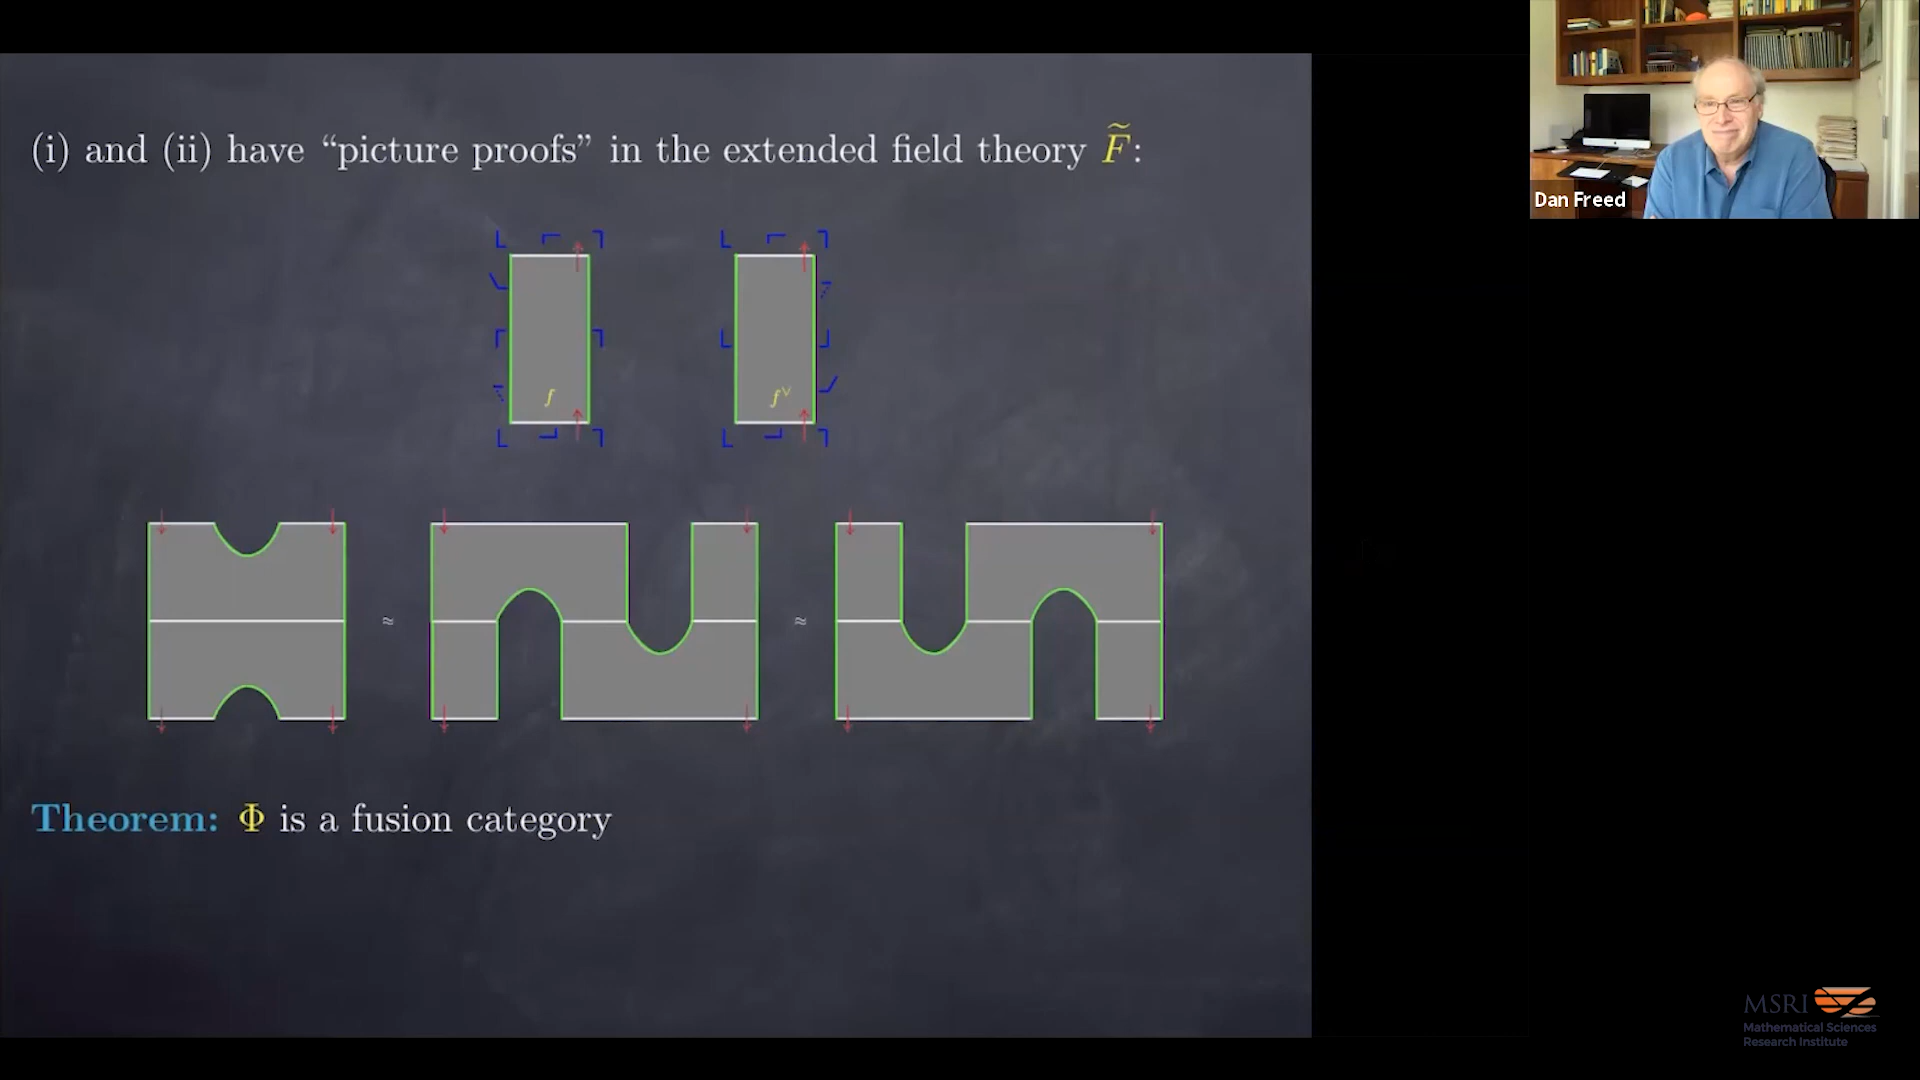 (i) and (ii) have “picture proofs” in the extended field theory F̃:
Dan Freed
f
f^∨
≈
≈
Theorem: Φ is a fusion category
MSRI
Mathematical Sciences
Research Institute